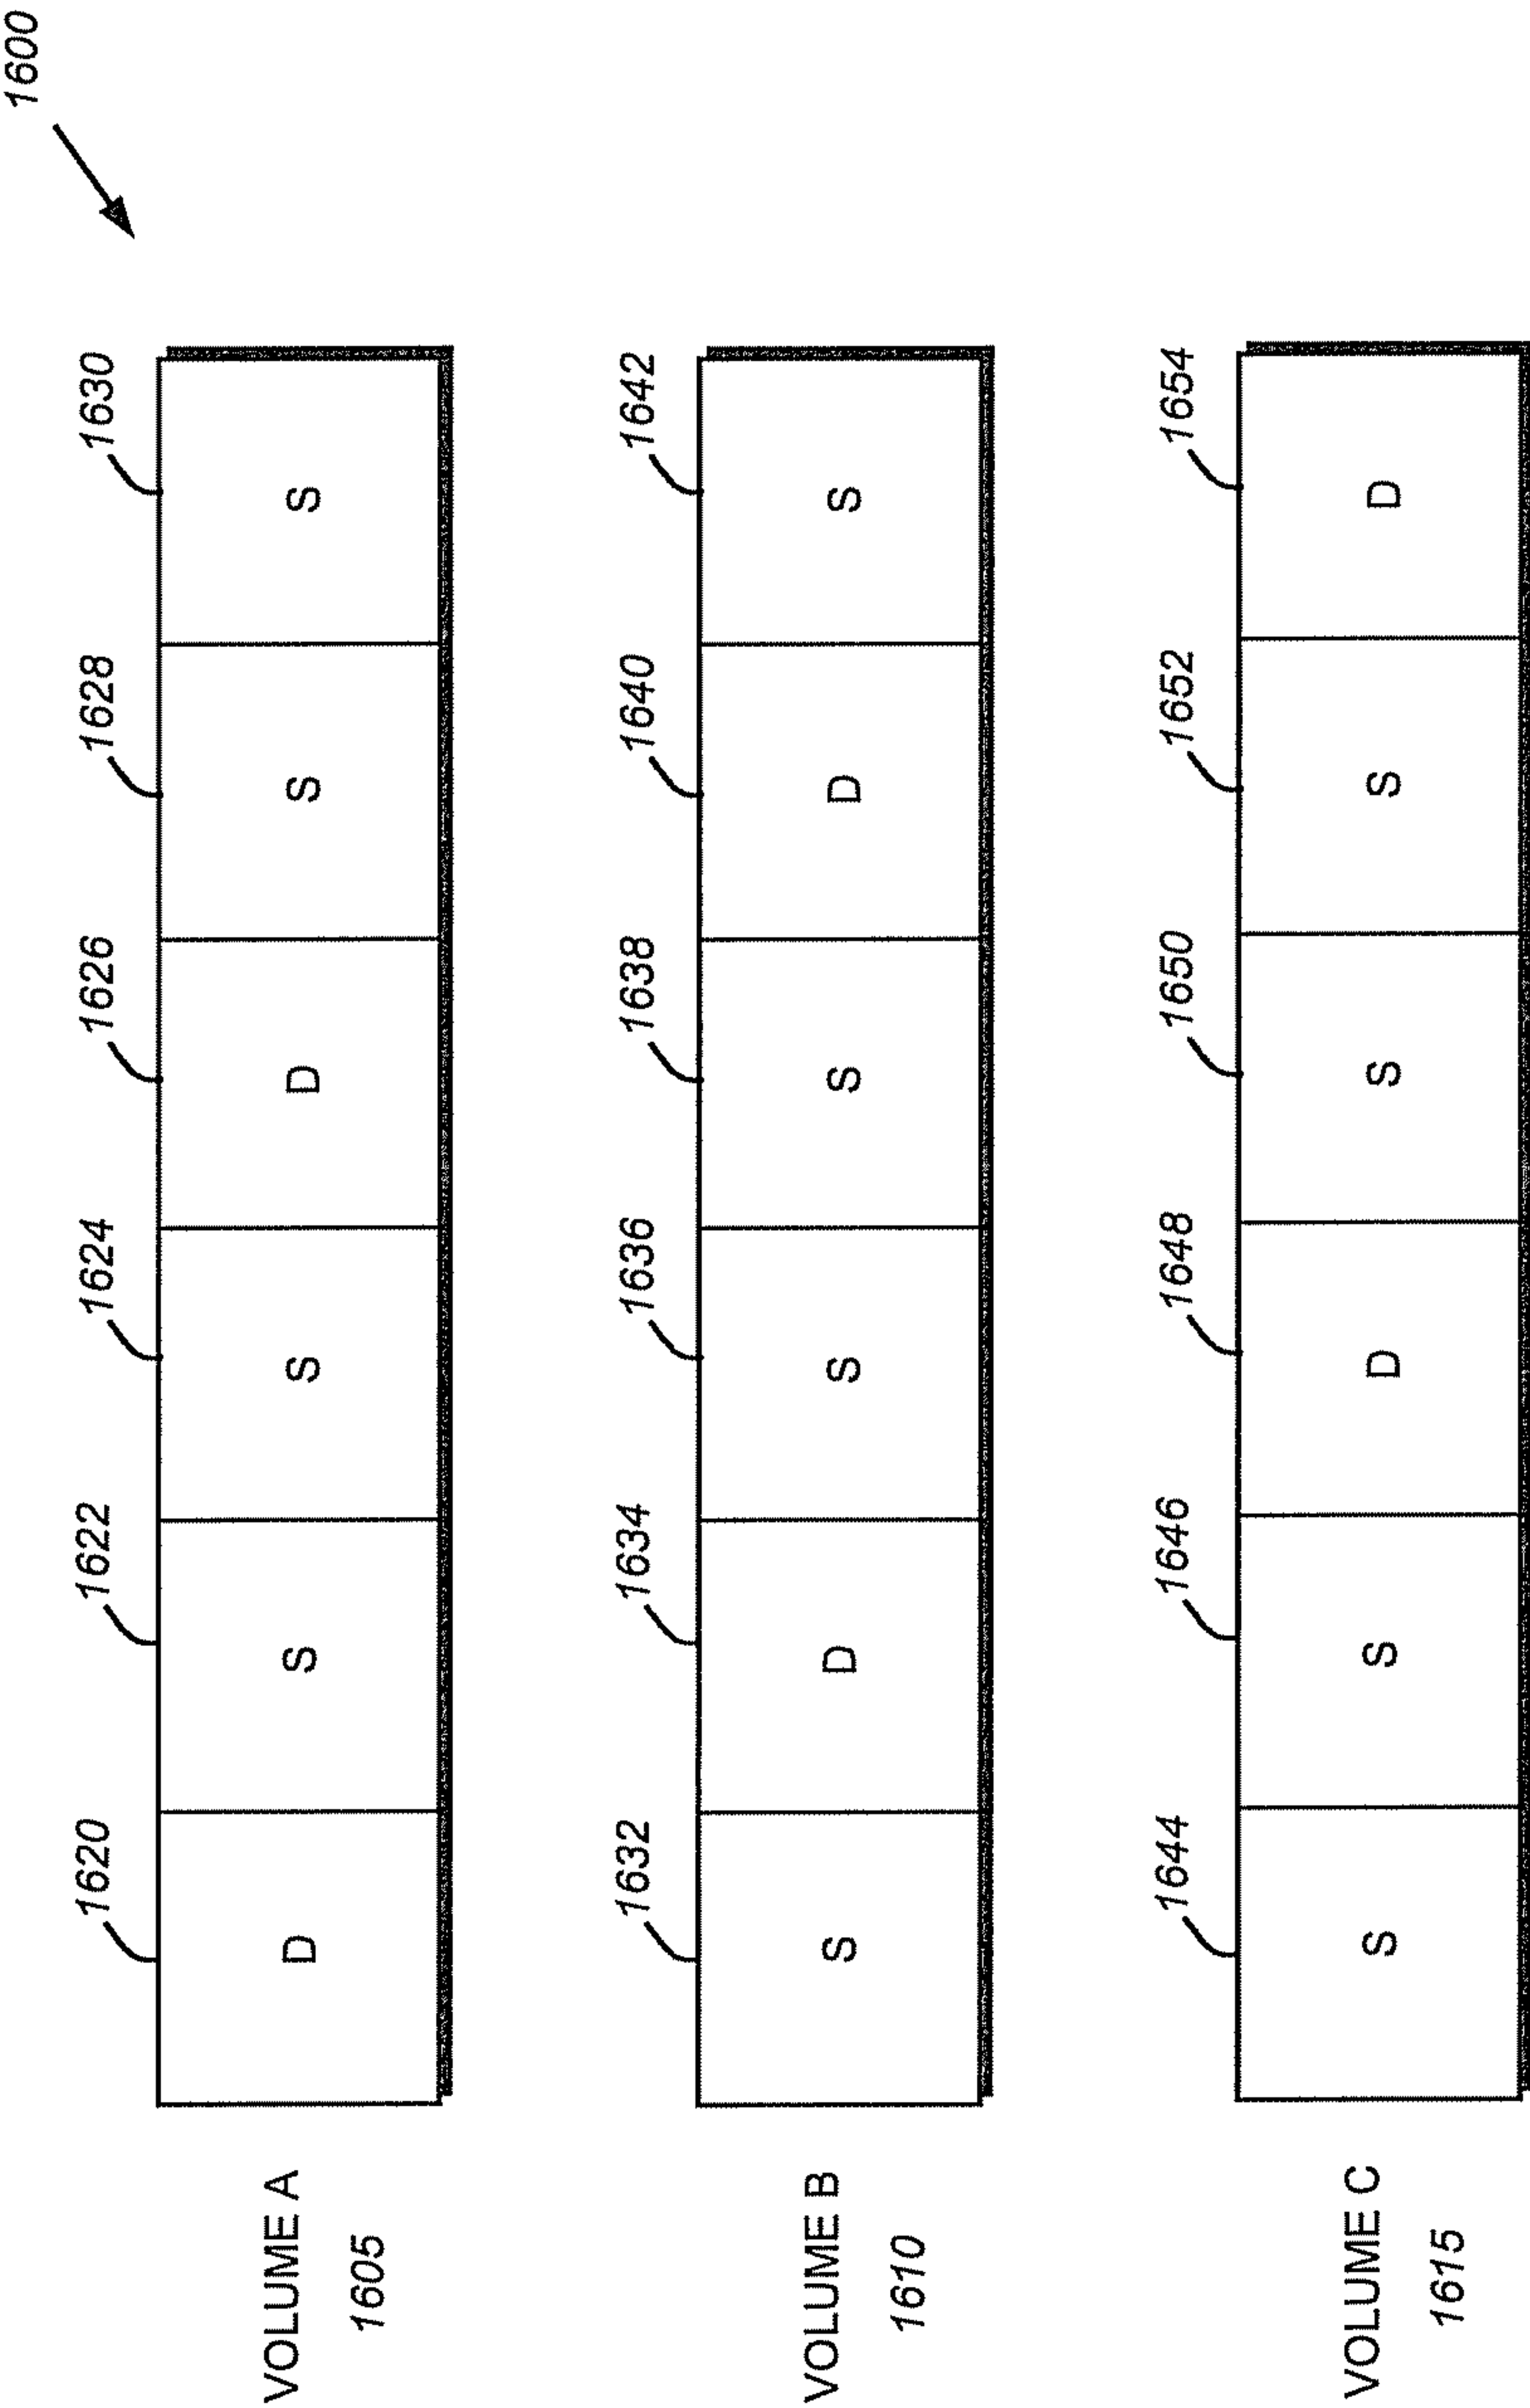 1600
1620 1622 1624 1626 1628 1630
VOLUME A D S S D S S
1605
1632 1634 1636 1638 1640 1642
VOLUME B S D S S D S
1610
1644 1646 1648 1650 1652 1654
VOLUME C S S D S S D
1615